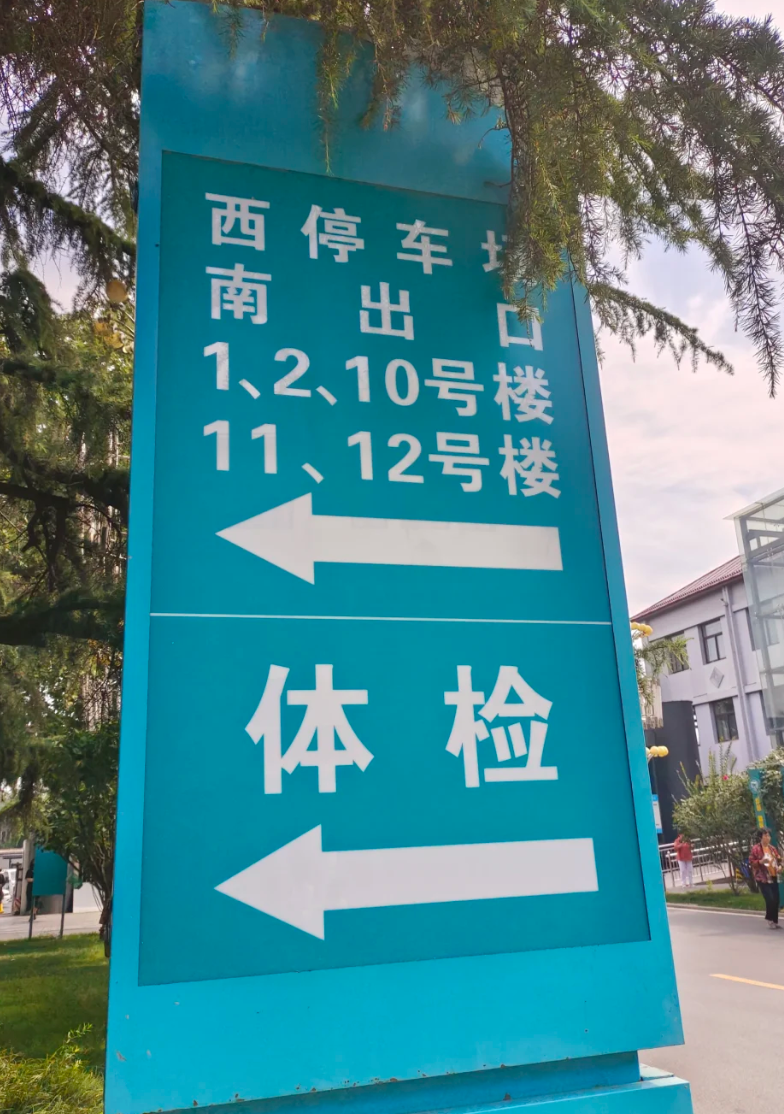 西停车场
南出口
1、2、10号楼
11、12号楼
体检